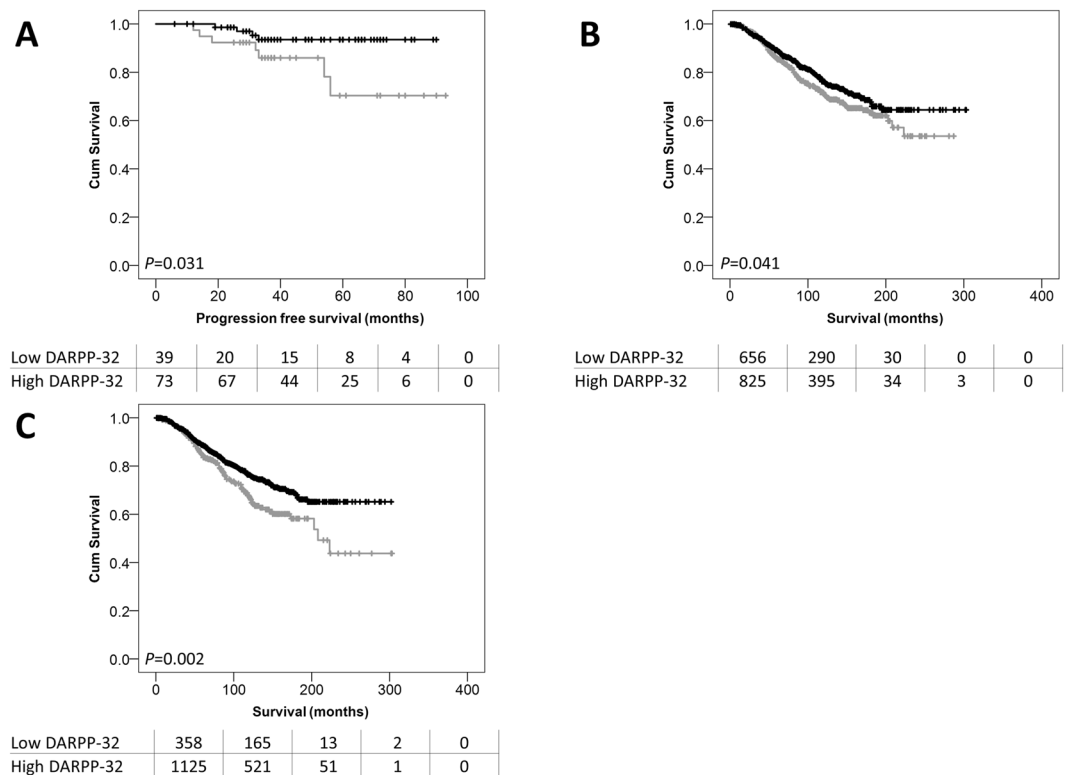 A
Cum Survival
1.0
0.8
0.6
0.4
0.2
0.0
P=0.031
0 20 40 60 80 100
Progression free survival (months)
Low DARPP-32 39 20 15 8 4 0
High DARPP-32 73 67 44 25 6 0
B
Cum Survival
1.0
0.8
0.6
0.4
0.2
0.0
P=0.041
0 100 200 300 400
Survival (months)
Low DARPP-32 656 290 30 0 0
High DARPP-32 825 395 34 3 0
C
Cum Survival
1.0
0.8
0.6
0.4
0.2
0.0
P=0.002
0 100 200 300 400
Survival (months)
Low DARPP-32 358 165 13 2 0
High DARPP-32 1125 521 51 1 0